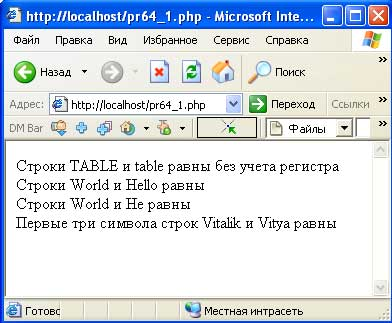 http://localhost/pr64_1.php - Microsoft Inte...
Файл Правка Вид Избранное Сервис Справка
Назад Поиск
Адрес: http://localhost/pr64_1.php Переход Ссылки
DM Bar Файлы
Строки TABLE и table равны без учета регистра
Строки World и Hello равны
Строки World и He равны
Первые три символа строк Vitalik и Vitya равны
Готово Местная интрасеть